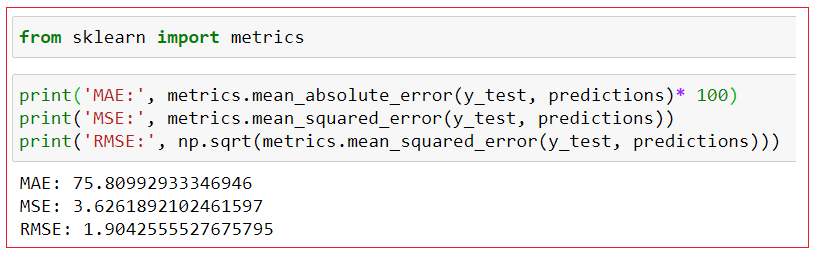 from sklearn import metrics
print('MAE:', metrics.mean_absolute_error(y_test, predictions)* 100)
print('MSE:', metrics.mean_squared_error(y_test, predictions))
print('RMSE:', np.sqrt(metrics.mean_squared_error(y_test, predictions)))
MAE: 75.80992933346946
MSE: 3.6261892102461597
RMSE: 1.9042555527675795